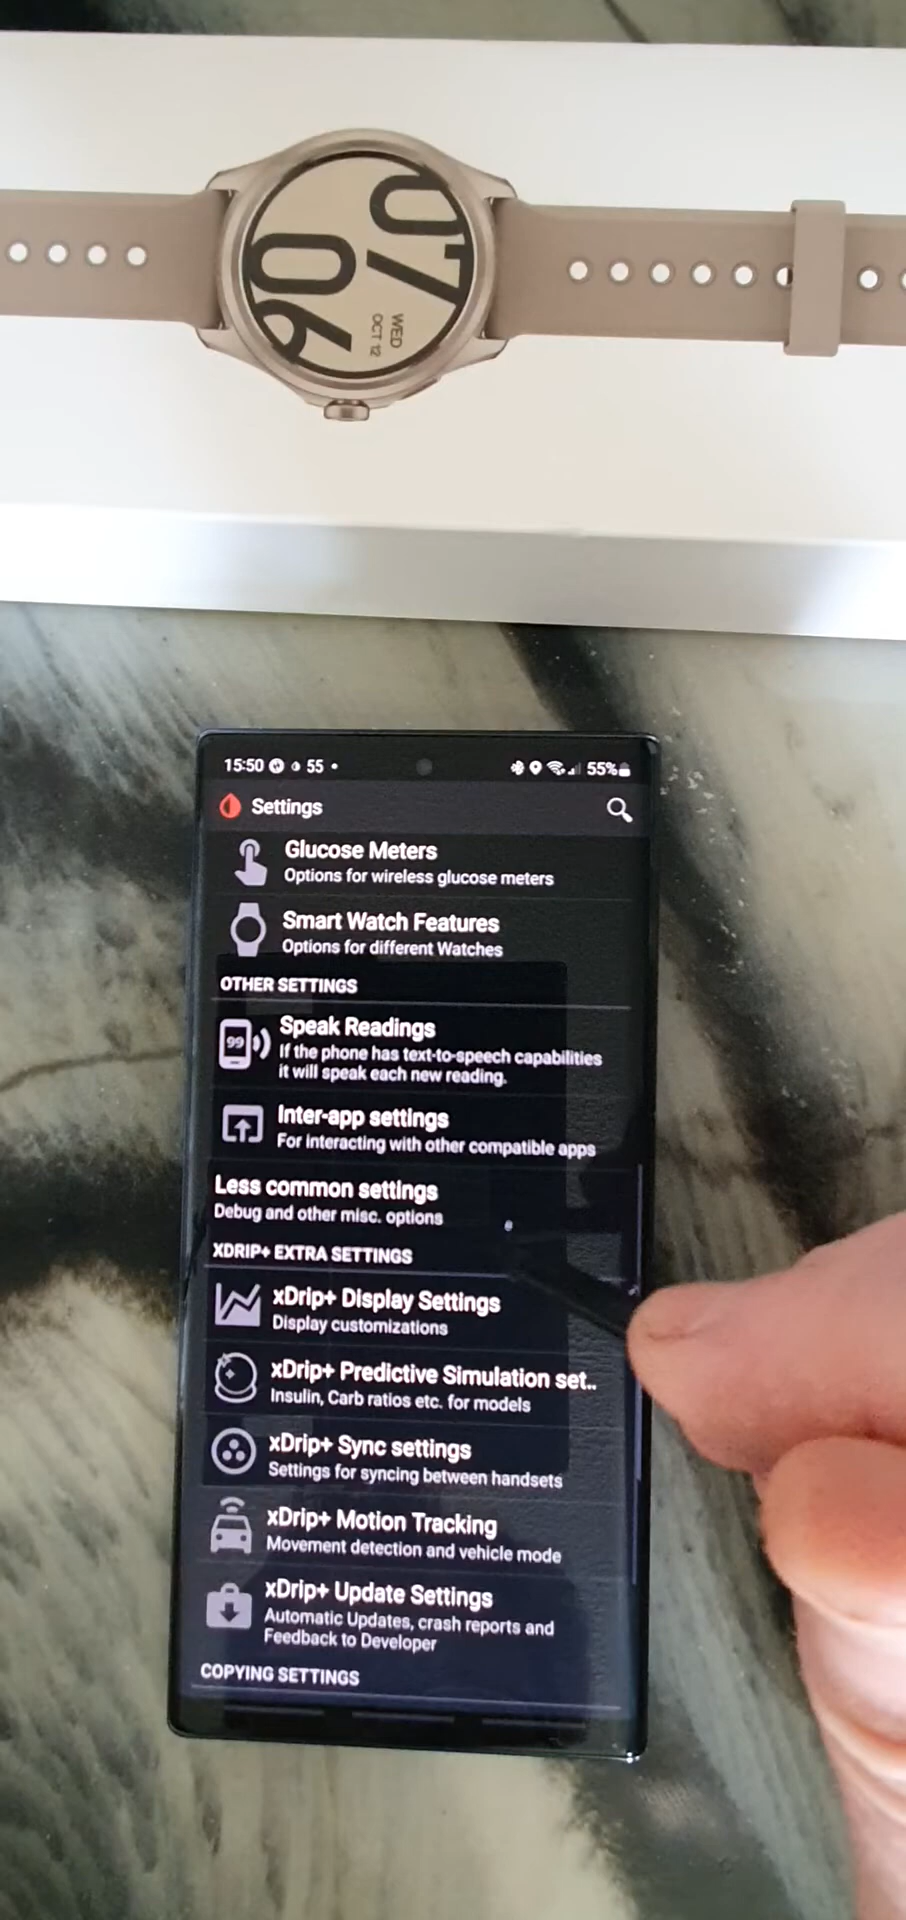 07
06
WED
OCT 12
15:50 55 • 55%
Settings
Glucose Meters
Options for wireless glucose meters
Smart Watch Features
Options for different Watches
OTHER SETTINGS
99
Speak Readings
If the phone has text-to-speech capabilities
it will speak each new reading.
Inter-app settings
For interacting with other compatible apps
Less common settings
Debug and other misc. options
XDRIP+ EXTRA SETTINGS
xDrip+ Display Settings
Display customizations
xDrip+ Predictive Simulation set..
Insulin, Carb ratios etc. for models
xDrip+ Sync settings
Settings for syncing between handsets
xDrip+ Motion Tracking
Movement detection and vehicle mode
xDrip+ Update Settings
Automatic Updates, crash reports and
Feedback to Developer
COPYING SETTINGS